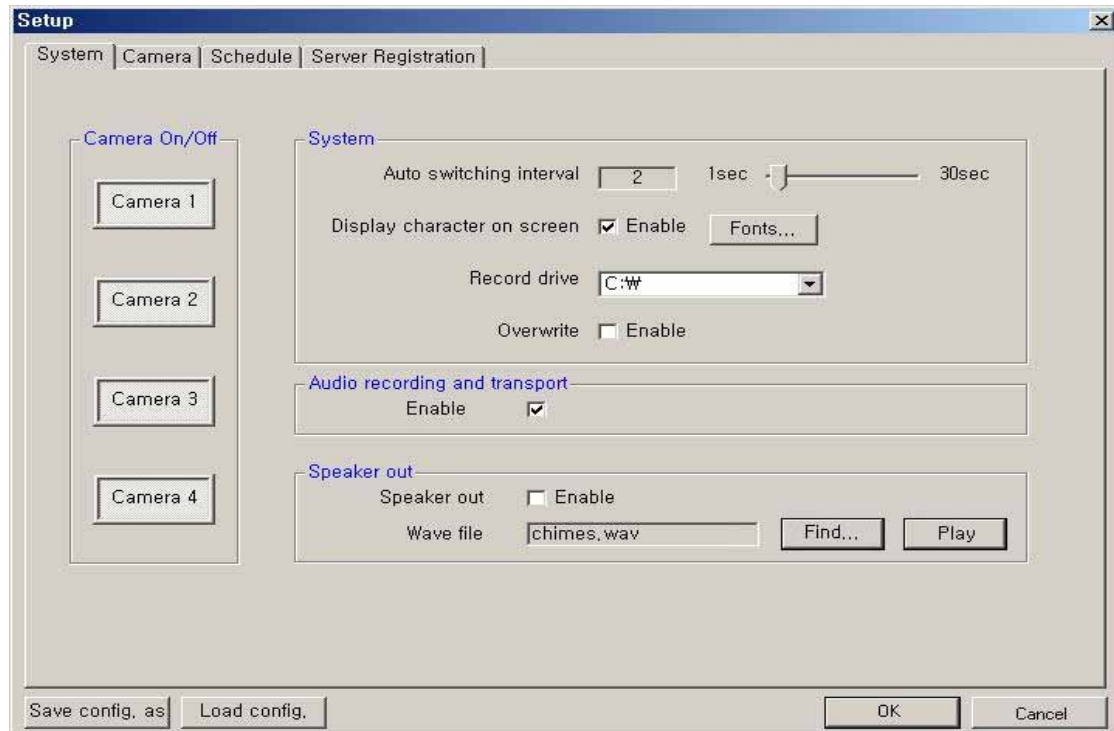 Setup
System Camera Schedule Server Registration
Camera On/Off
Camera 1
Camera 2
Camera 3
Camera 4
System
Auto switching interval 2 1sec 30sec
Display character on screen Enable Fonts...
Record drive C:₩
Overwrite Enable
Audio recording and transport
Enable
Speaker out
Speaker out Enable
Wave file chimes.wav Find... Play
Save config. as Load config. OK Cancel